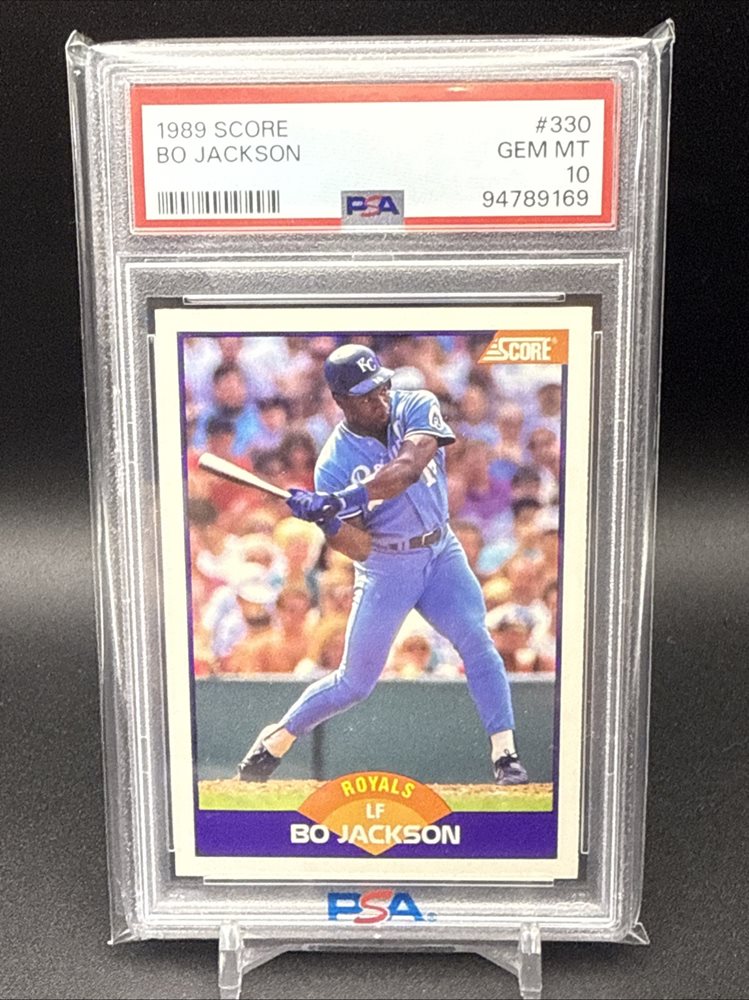 1989 SCORE #330
BO JACKSON GEM MT
10
PSA 94789169
SCORE
KC
ROYALS
LF
BO JACKSON
PSA